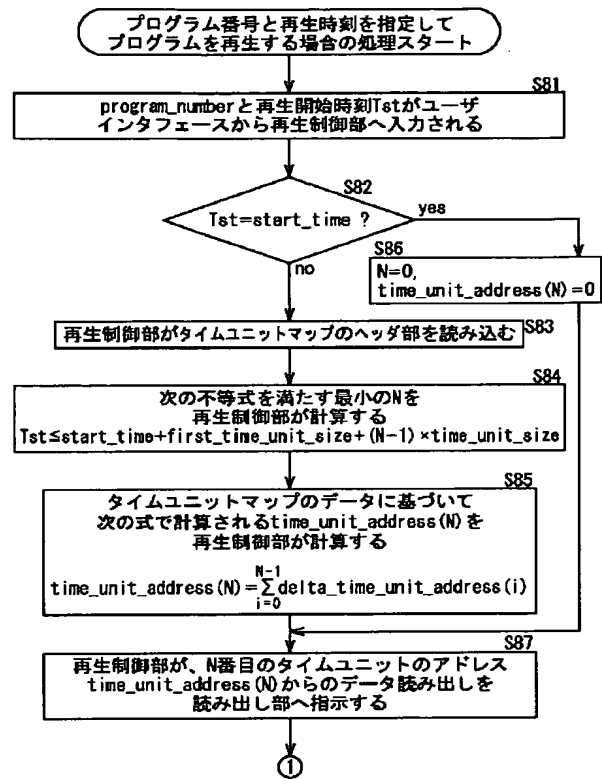 プログラム番号と再生時刻を指定して
プログラムを再生する場合の処理スタート
S81
program_numberと再生開始時刻Tstがユーザ
インタフェースから再生制御部へ入力される
S82
Tst=start_time ?
yes
no
S86
N=0,
time_unit_address(N)=0
再生制御部がタイムユニットマップのヘッダ部を読み込む
S83
S84
次の不等式を満たす最小のNを
再生制御部が計算する
Tst≤start_time+first_time_unit_size+(N-1)×time_unit_size
S85
タイムユニットマップのデータに基づいて
次の式で計算されるtime_unit_address(N)を
再生制御部が計算する
N-1
time_unit_address(N)=Σdelta_time_unit_address(i)
i=0
S87
再生制御部が、N番目のタイムユニットのアドレス
time_unit_address(N)からのデータ読み出しを
読み出し部へ指示する
①